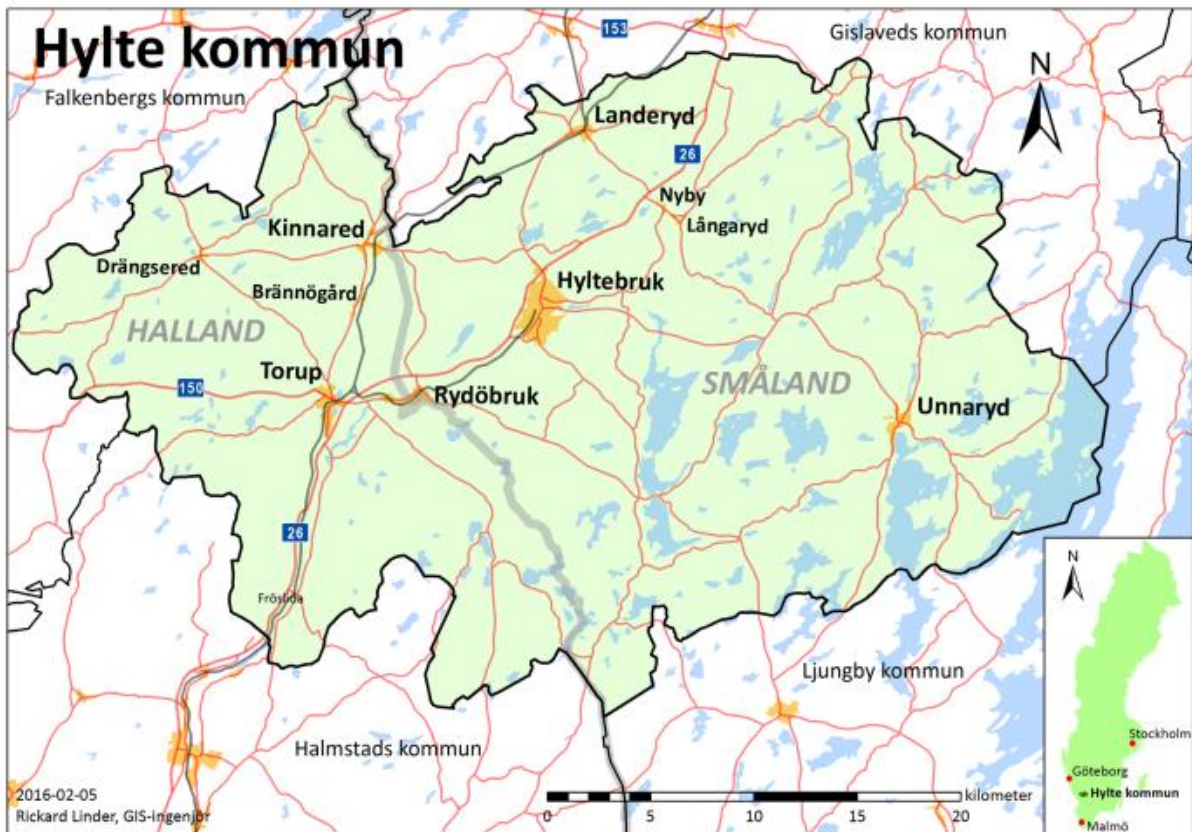 Hylte kommun
153
Gislaveds kommun
N
Falkenbergs kommun
Landeryd
26
Nyby
Långaryd
Kinnared
Drängsered
Hyltebruk
Brännögård
HALLAND
Torup
150
SMÅLAND
Rydöbruk
Unnaryd
26
N
Fröslida
Ljungby kommun
Halmstads kommun
Stockholm
Göteborg
Hylte kommun
Malmö
2016-02-05
Rickard Linder, GIS-ingenjör
kilometer
0 5 10 15 20